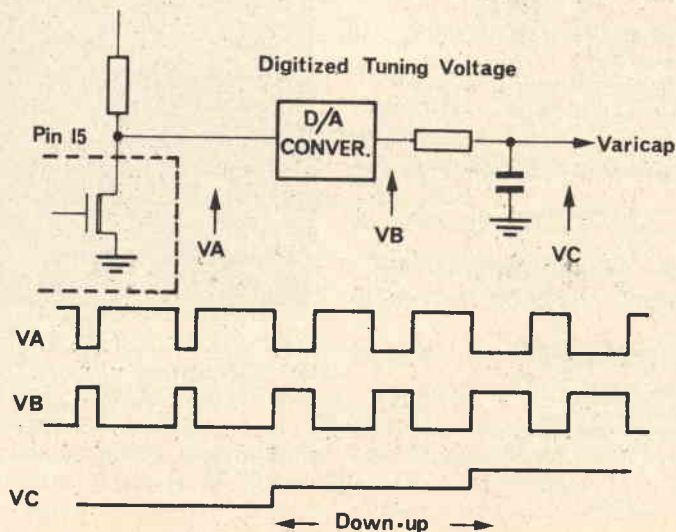 Digitized Tuning Voltage
Pin 15
D/A
CONVER.
Varicap
VA
VB
VC
VA
VB
VC
Down-up